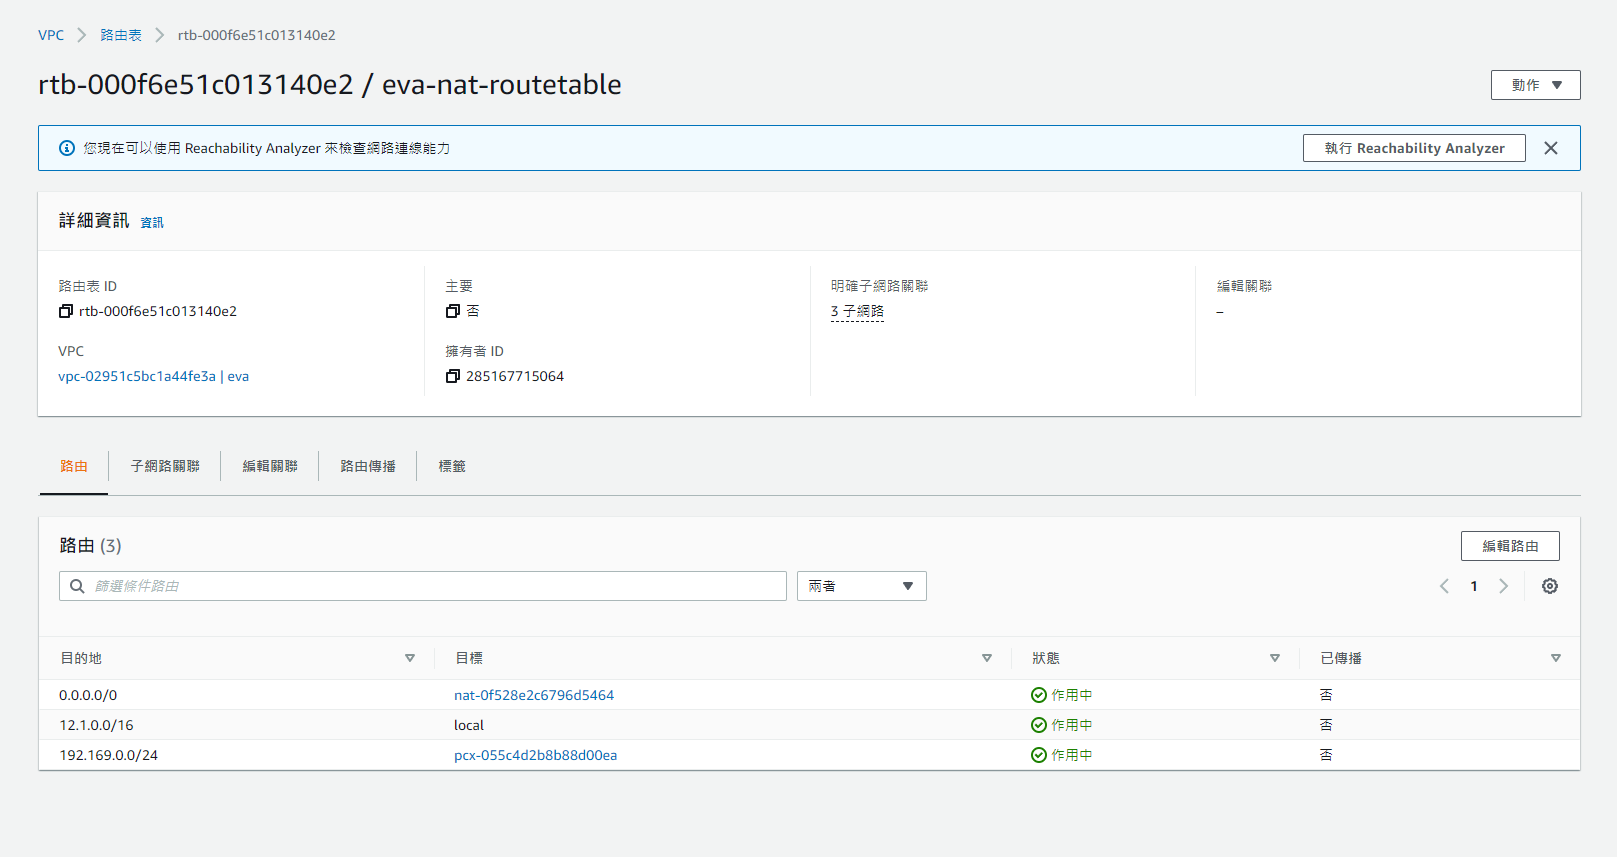 VPC > 路由表 > rtb-000f6e51c013140e2
rtb-000f6e51c013140e2 / eva-nat-routetable
動作
您現在可以使用 Reachability Analyzer 來檢查網路連線能力
執行 Reachability Analyzer
詳細資訊 資訊
路由表 ID
rtb-000f6e51c013140e2
主要
否
明確子網路關聯
3 子網路
編輯關聯
–
VPC
vpc-02951c5bc1a44fe3a | eva
擁有者 ID
285167715064
路由 子網路關聯 編輯關聯 路由傳播 標籤
路由 (3)
編輯路由
篩選條件路由
兩者
1
目的地 目標 狀態 已傳播
0.0.0.0/0 nat-0f528e2c6796d5464 作用中 否
12.1.0.0/16 local 作用中 否
192.169.0.0/24 pcx-055c4d2b8b88d00ea 作用中 否